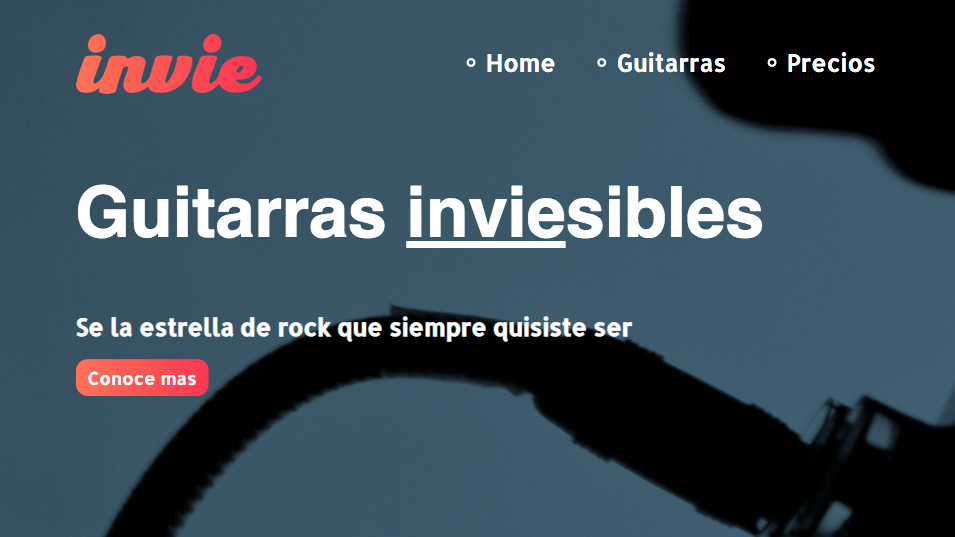 invie
Home Guitarras Precios
Guitarras inviesibles
Se la estrella de rock que siempre quisiste ser
Conoce mas